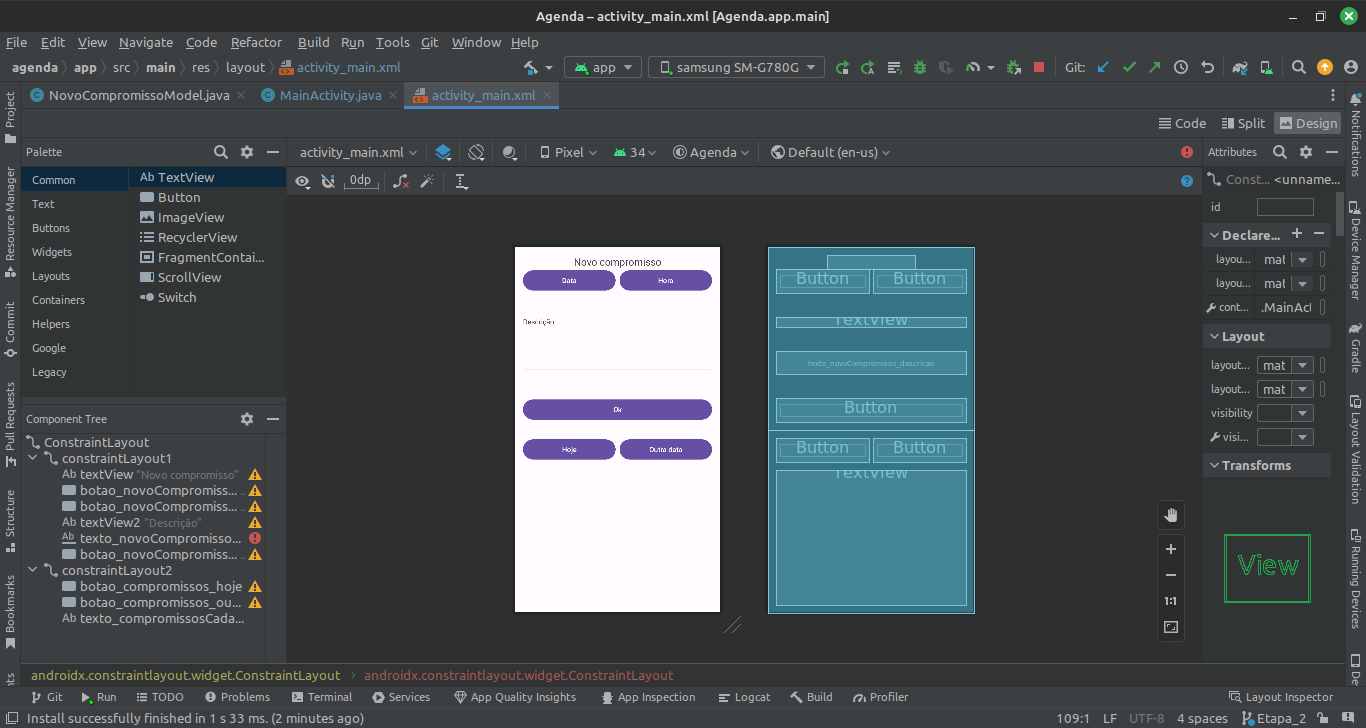 Agenda – activity_main.xml [Agenda.app.main]
File Edit View Navigate Code Refactor Build Run Tools Git Window Help
agenda app src main res layout activity_main.xml app samsung SM-G780G Git:
NovoCompromissoModel.java MainActivity.java activity_main.xml
Code Split Design
Palette activity_main.xml Pixel 34 Agenda Default (en-us) Attributes
Common
Text
Buttons
Widgets
Layouts
Containers
Helpers
Google
Legacy
Ab TextView
Button
ImageView
RecyclerView
FragmentContai...
ScrollView
Switch
0dp
Component Tree
ConstraintLayout
constraintLayout1
Ab textView "Novo compromisso"
botao_novoCompromiss... ..
botao_novoCompromiss... ..
Ab textView2 "Descrição"
Ab texto_novoCompromisso...
botao_novoCompromiss... ..
constraintLayout2
botao_compromissos_hoje
botao_compromissos_ou...
Ab texto_compromissosCada...
Novo compromisso
Data Hora
Descrição
Ok
Hoje Outra data
Button Button
TextView
texto_novoCompromisso_descricao
Button
Button Button
TextView
1:1
Const... <unname...
id
Declare...
layou... mat
layou... mat
cont... .MainAct
Layout
layout... mat
layout... mat
visibility
visi...
Transforms
View
Project
Resource Manager
Commit
Pull Requests
Structure
Bookmarks
Notifications
Device Manager
Gradle
Layout Validation
Running Devices
De
androidx.constraintlayout.widget.ConstraintLayout androidx.constraintlayout.widget.ConstraintLayout
Git Run TODO Problems Terminal Services App Quality Insights App Inspection Logcat Build Profiler Layout Inspector
Install successfully finished in 1 s 33 ms. (2 minutes ago) 109:1 LF UTF-8 4 spaces Etapa_2